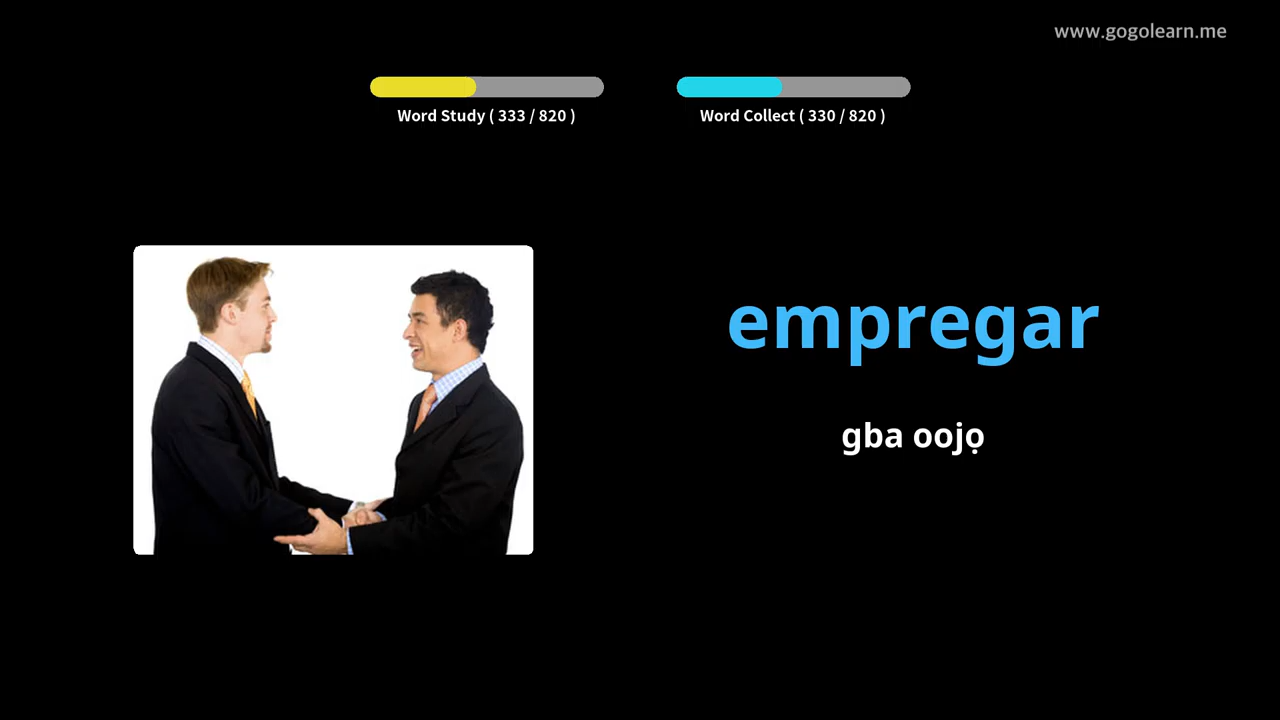 www.gogolearn.me
Word Study ( 333 / 820 )
Word Collect ( 330 / 820 )
empregar
gba oojọ